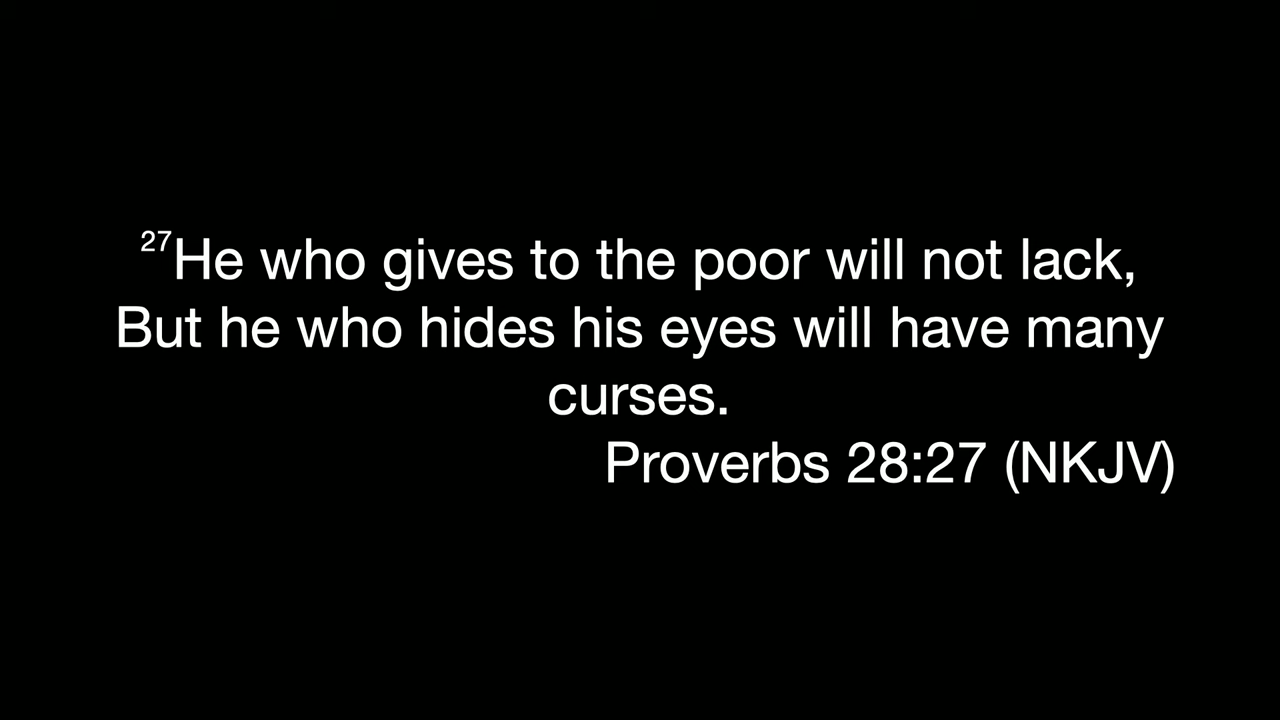 27He who gives to the poor will not lack,
But he who hides his eyes will have many
curses.
Proverbs 28:27 (NKJV)